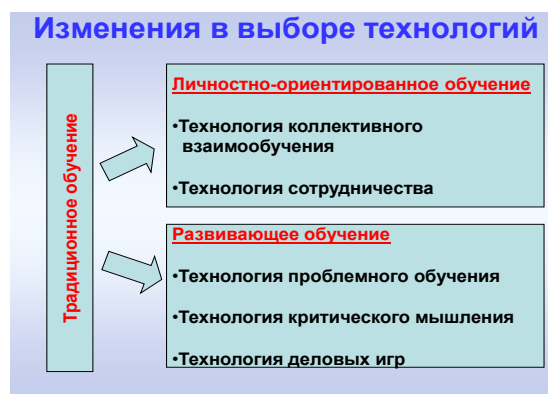 Изменения в выборе технологий
Традиционное обучение
Личностно-ориентированное обучение
•Технология коллективного
взаимообучения
•Технология сотрудничества
Развивающее обучение
•Технология проблемного обучения
•Технология критического мышления
•Технология деловых игр